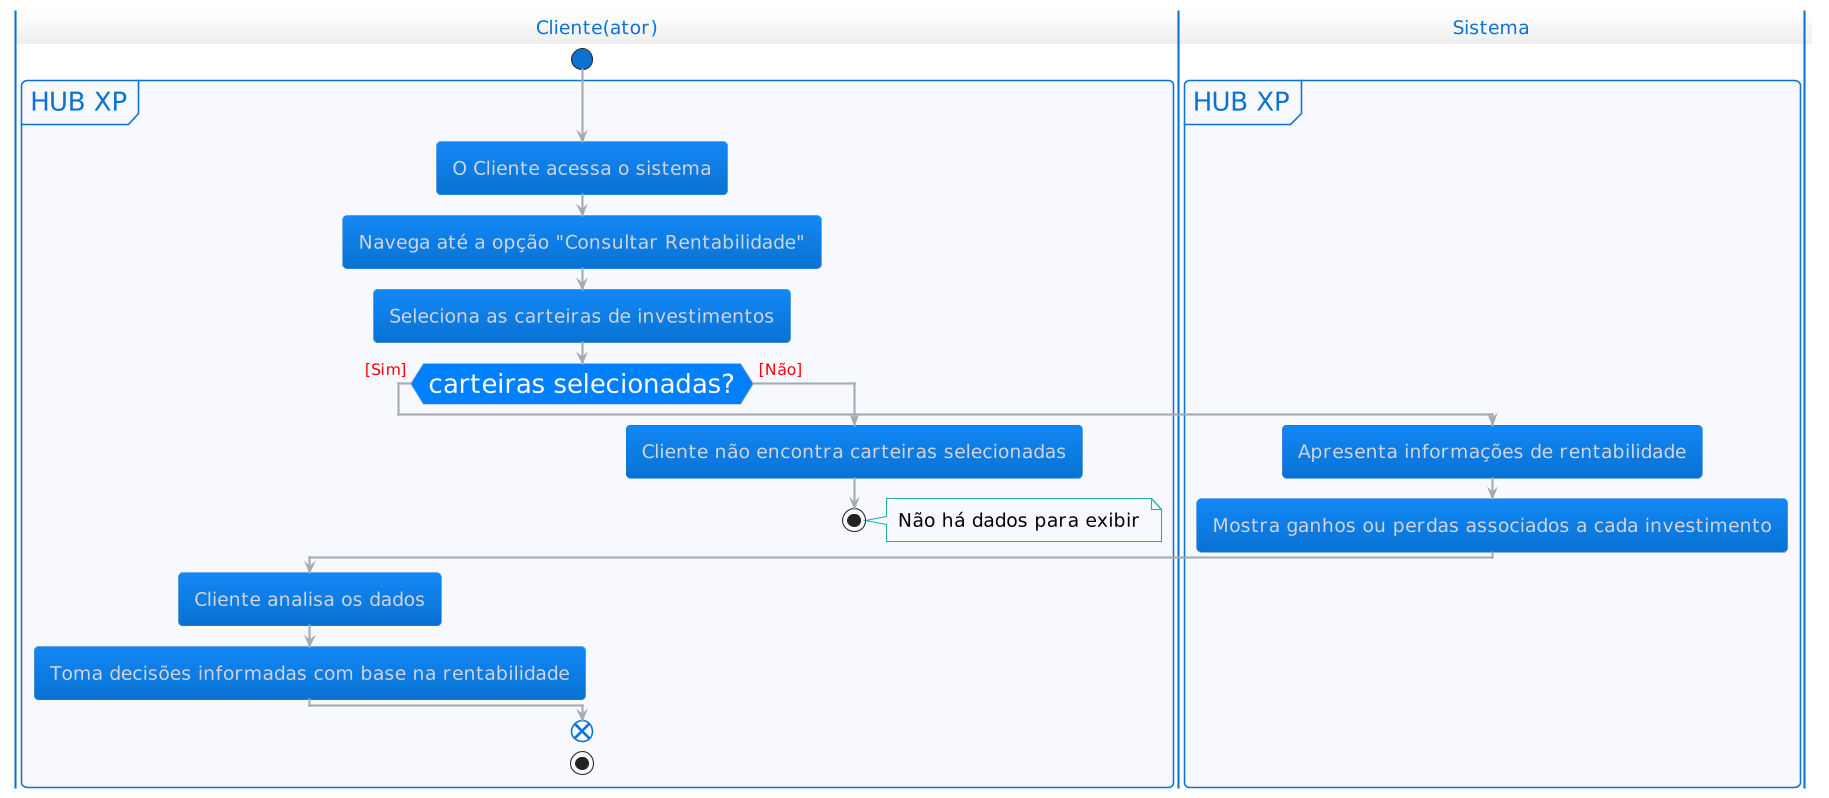 Cliente(ator)
Sistema
HUB XP
HUB XP
O Cliente acessa o sistema
Navega até a opção "Consultar Rentabilidade"
Seleciona as carteiras de investimentos
[Sim]
carteiras selecionadas?
[Não]
Cliente não encontra carteiras selecionadas
Apresenta informações de rentabilidade
Não há dados para exibir
Mostra ganhos ou perdas associados a cada investimento
Cliente analisa os dados
Toma decisões informadas com base na rentabilidade